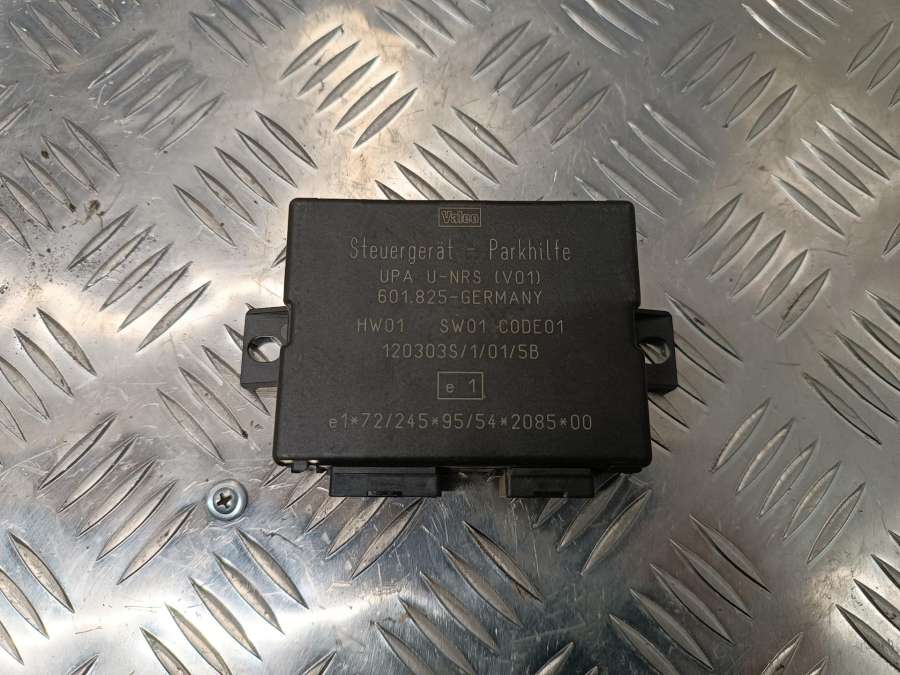 Valeo
Steuergerät - Parkhilfe
UPA U-NRS (V01)
601.825-GERMANY
HW01 SW01 CODE01
120303S/1/01/5B
e 1
e1*72/245*95/54*2085*00